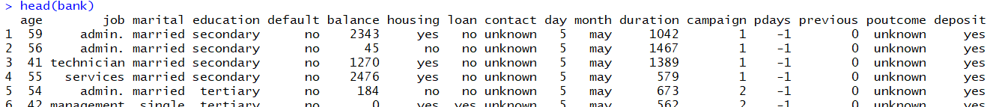 > head(bank)
age job marital education default balance housing loan contact day month duration campaign pdays previous poutcome deposit
1 59 admin. married secondary no 2343 yes no unknown 5 may 1042 1 -1 0 unknown yes
2 56 admin. married secondary no 45 no no unknown 5 may 1467 1 -1 0 unknown yes
3 41 technician married secondary no 1270 yes no unknown 5 may 1389 1 -1 0 unknown yes
4 55 services married secondary no 2476 yes no unknown 5 may 579 1 -1 0 unknown yes
5 54 admin. married tertiary no 184 no no unknown 5 may 673 2 -1 0 unknown yes
6 42 management single tertiary no 0 yes yes unknown 5 may 562 2 -1 0 unknown yes